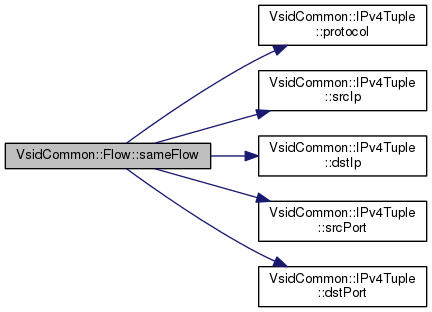 VsidCommon::IPv4Tuple
::protocol
VsidCommon::IPv4Tuple
::srcIp
VsidCommon::Flow::sameFlow
VsidCommon::IPv4Tuple
::dstIp
VsidCommon::IPv4Tuple
::srcPort
VsidCommon::IPv4Tuple
::dstPort